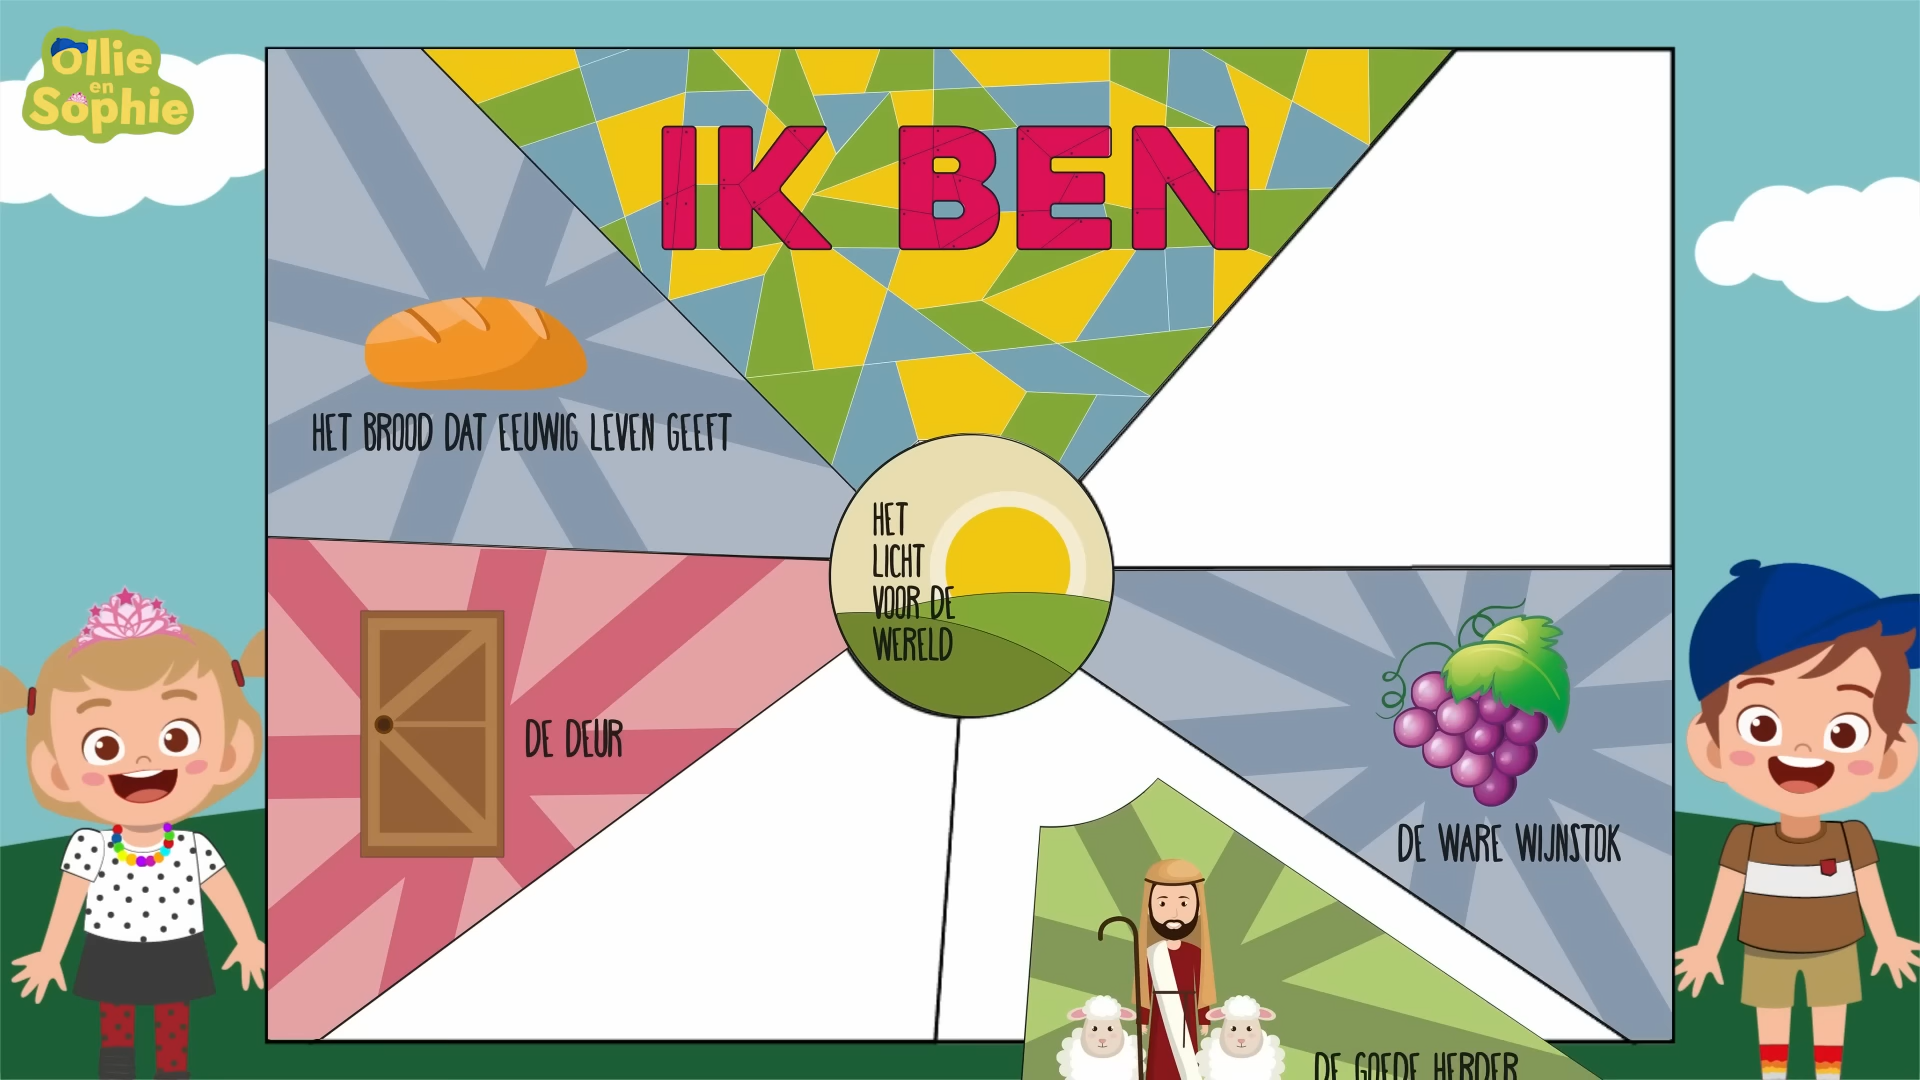 Ollie
en
Sophie
IK BEN
HET BROOD DAT EEUWIG LEVEN GEEFT
HET
LICHT
VOOR DE
WERELD
DE DEUR
DE WARE WIJNSTOK
DE GOEDE HERDER